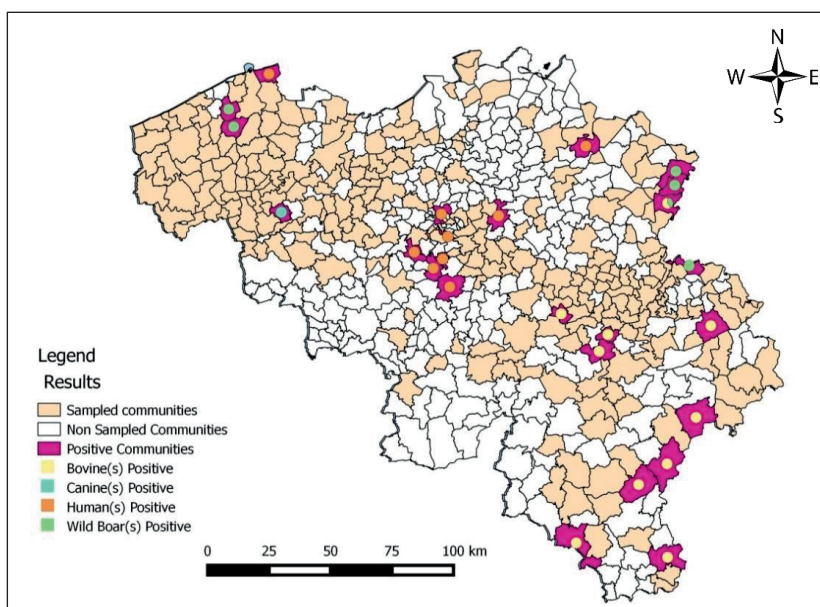 N
W E
S
Legend
Results
Sampled communities
Non Sampled Communities
Positive Communities
Bovine(s) Positive
Canine(s) Positive
Human(s) Positive
Wild Boar(s) Positive
0 25 50 75 100 km